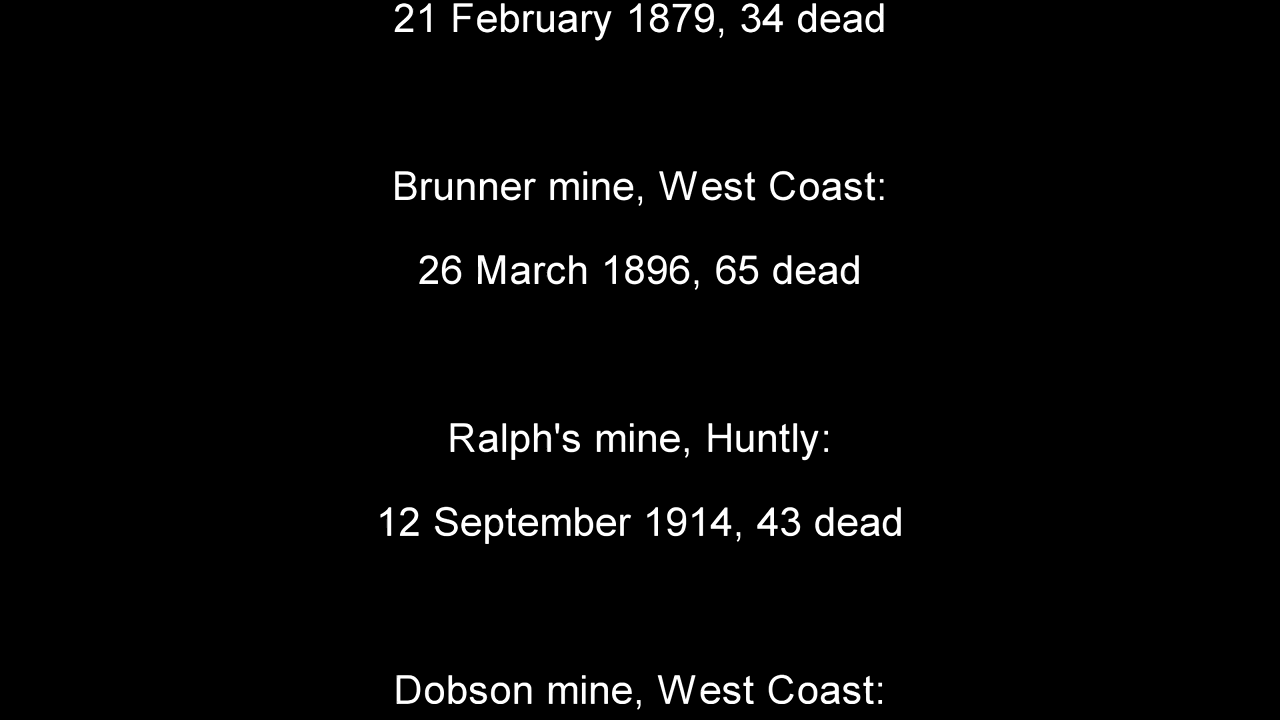 21 February 1879, 34 dead
Brunner mine, West Coast:
26 March 1896, 65 dead
Ralph's mine, Huntly:
12 September 1914, 43 dead
Dobson mine, West Coast: